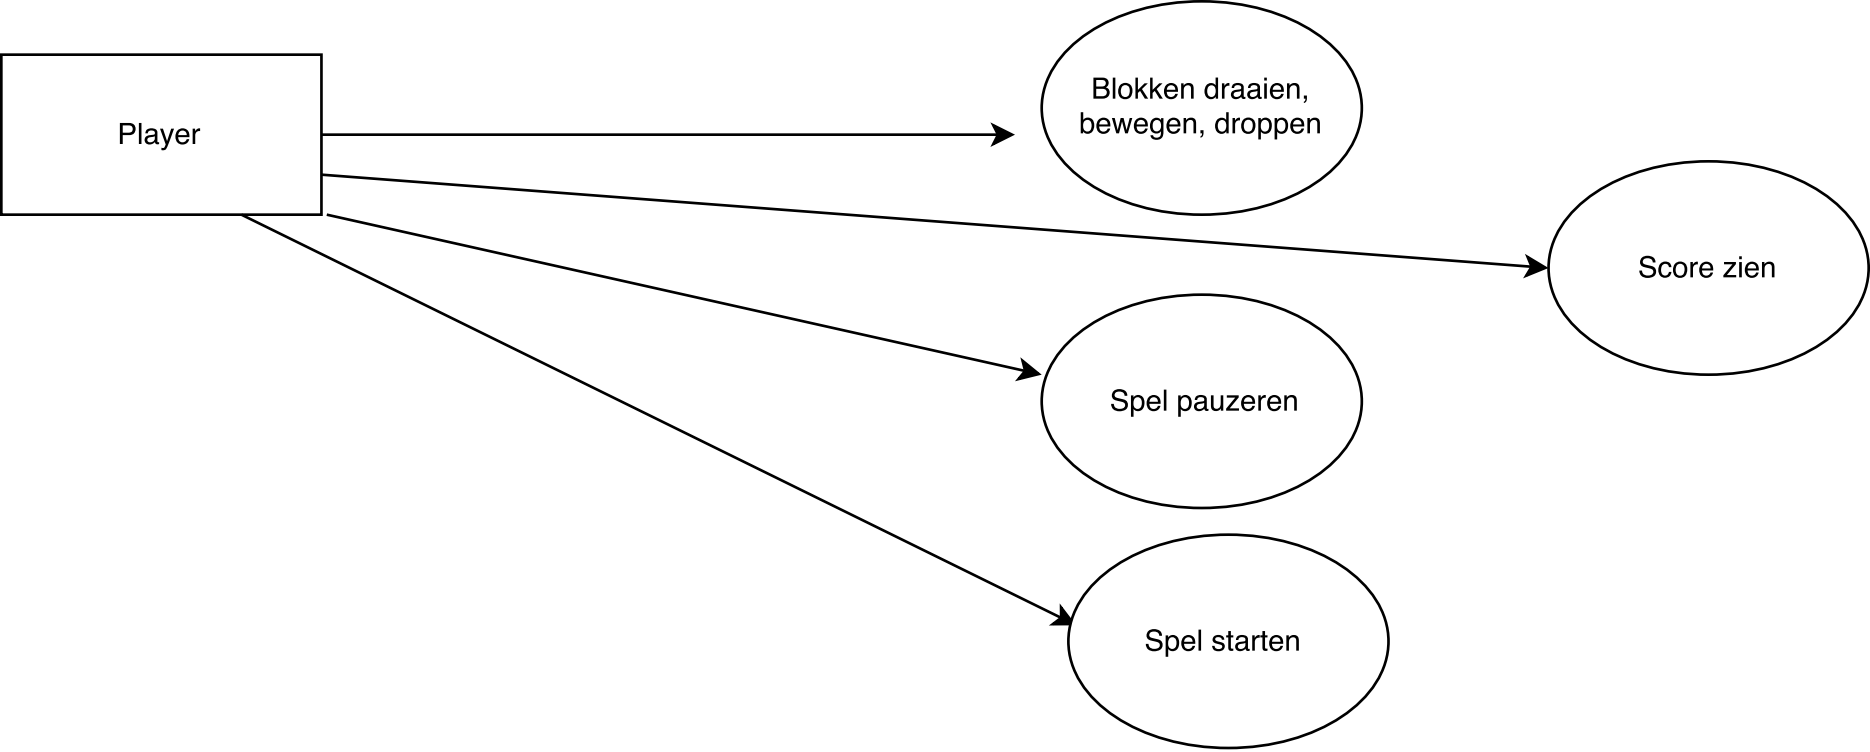 Player
Blokken draaien,
bewegen, droppen
Score zien
Spel pauzeren
Spel starten